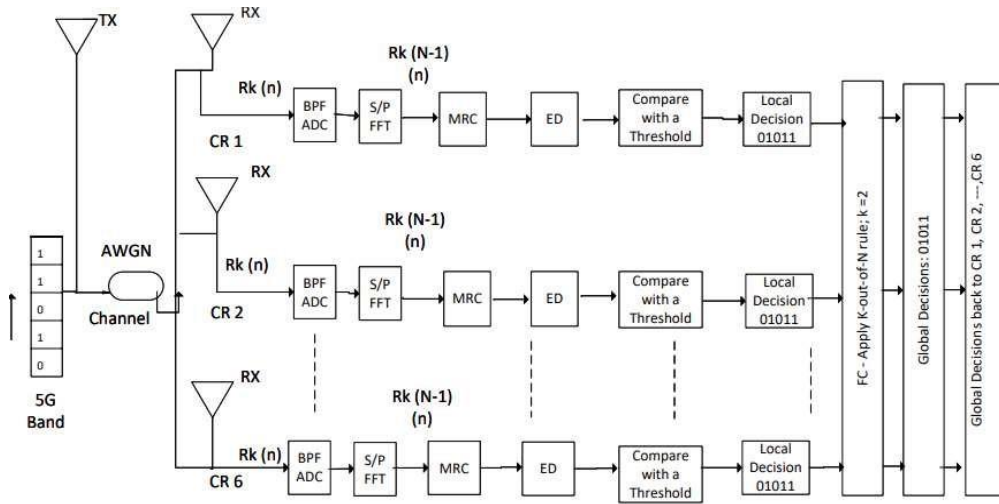 TX
RX
Rk (N-1)
(n)
Rk (n)
BPF
ADC
S/P
FFT
MRC
ED
Compare
with a
Threshold
Local
Decision
01011
CR 1
RX
Rk (N-1)
(n)
AWGN
Channel
Rk (n)
BPF
ADC
S/P
FFT
MRC
ED
Compare
with a
Threshold
Local
Decision
01011
CR 2
1
1
0
1
0
5G
Band
RX
Rk (N-1)
(n)
Rk (n)
BPF
ADC
S/P
FFT
MRC
ED
Compare
with a
Threshold
Local
Decision
01011
CR 6
FC - Apply K-out-of-N rule; k =2
Global Decisions: 01011
Global Decisions back to CR 1, CR 2, ---,CR 6